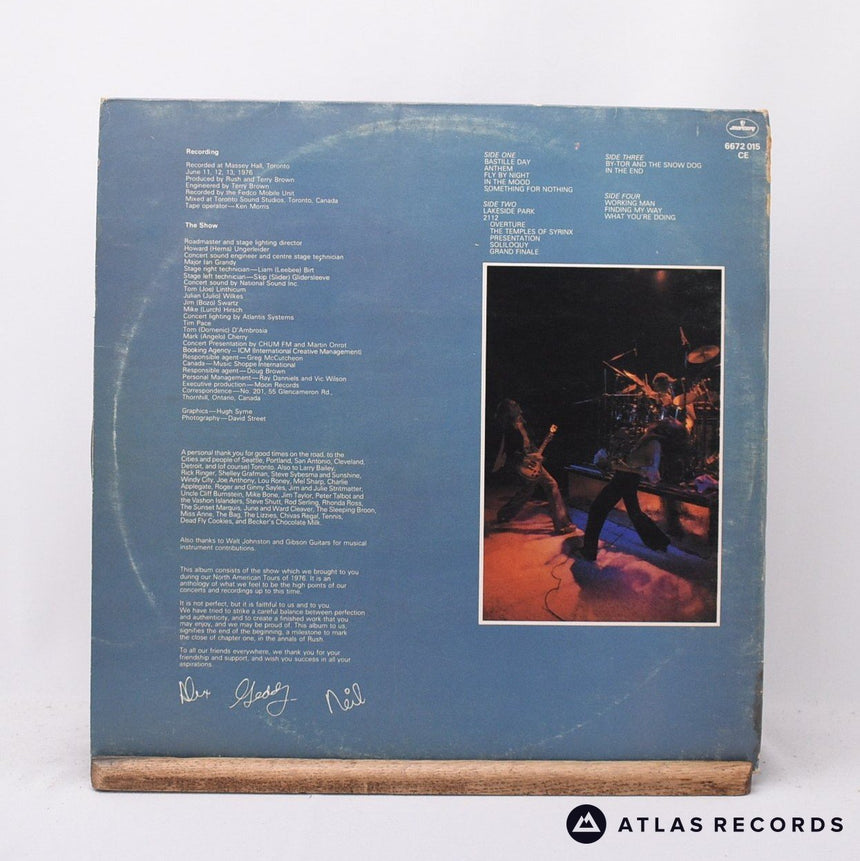 Recording
Recorded at Massey Hall, Toronto
June 11, 12, 13, 1976
Produced by Rush and Terry Brown
Engineered by Terry Brown
Recorded by the Fedco Mobile Unit
Mixed at Toronto Sound Studios, Toronto, Canada
Tape operator—Ken Morris
The Show
Roadmaster and stage lighting director
Howard (Herns) Ungerleider
Concert sound engineer and centre stage technician
Major Ian Grandy
Stage right technician—Liam (Leebee) Birt
Stage left technician—Skip (Slider) Glidersleeve
Concert sound by National Sound Inc.
Tom (Joe) Linthicum
Julian (Julio) Wilkes
Jim (Bozo) Swartz
Mike (Lurch) Hirsch
Concert lighting by Atlantis Systems
Tim Pace
Tom (Domenic) D'Ambrosia
Mark (Angelo) Cherry
Concert Presentation by CHUM FM and Martin Onrot
Booking Agency—ICM (International Creative Management)
Responsible agent—Greg McCutcheon
Canada—Music Shoppe International
Responsible agent—Doug Brown
Personal Management—Ray Danniels and Vic Wilson
Executive production—Moon Records
Correspondence—No. 201, 55 Glencameron Rd.,
Thornhill, Ontario, Canada
Graphics—Hugh Syme
Photography—David Street
A personal thank you for good times on the road, to the
Cities and people of Seattle, Portland, San Antonio, Cleveland,
Detroit, and (of course) Toronto. Also to Larry Bailey,
Rick Ringer, Shelley Grafman, Steve Sybesma and Sunshine,
Windy City, Joe Anthony, Lou Roney, Mel Sharp, Charlie
Applegate, Roger and Ginny Sayles, Jim and Julie Stritmatter,
Uncle Cliff Burnstein, Mike Bone, Jim Taylor, Peter Talbot and
the Vashon Islanders, Steve Shutt, Rod Serling, Rhonda Ross,
The Sunset Marquis, June and Ward Cleaver, The Sleeping Broon,
Miss Anne, The Bag, The Lizzies, Chivas Regal, Tennis,
Dead Fly Cookies, and Becker's Chocolate Milk.
Also thanks to Walt Johnston and Gibson Guitars for musical
instrument contributions.
This album consists of the show which we brought to you
during our North American Tours of 1976. It is an
anthology of what we feel to be the high points of our
concerts and recordings up to this time.
It is not perfect, but it is faithful to us and to you.
We have tried to strike a careful balance between perfection
and authenticity, and to create a finished work that you
may enjoy, and we may be proud of. This album to us,
signifies the end of the beginning, a milestone to mark
the close of chapter one, in the annals of Rush.
To all our friends everywhere, we thank you for your
friendship and support, and wish you success in all your
aspirations.
Alex Geddy Neil
SIDE ONE
BASTILLE DAY
ANTHEM
FLY BY NIGHT
IN THE MOOD
SOMETHING FOR NOTHING
SIDE TWO
LAKESIDE PARK
2112
OVERTURE
THE TEMPLES OF SYRINX
PRESENTATION
SOLILOQUY
GRAND FINALE
SIDE THREE
BY-TOR AND THE SNOW DOG
IN THE END
SIDE FOUR
WORKING MAN
FINDING MY WAY
WHAT YOU'RE DOING
mercury
6672 015
CE
ATLAS RECORDS